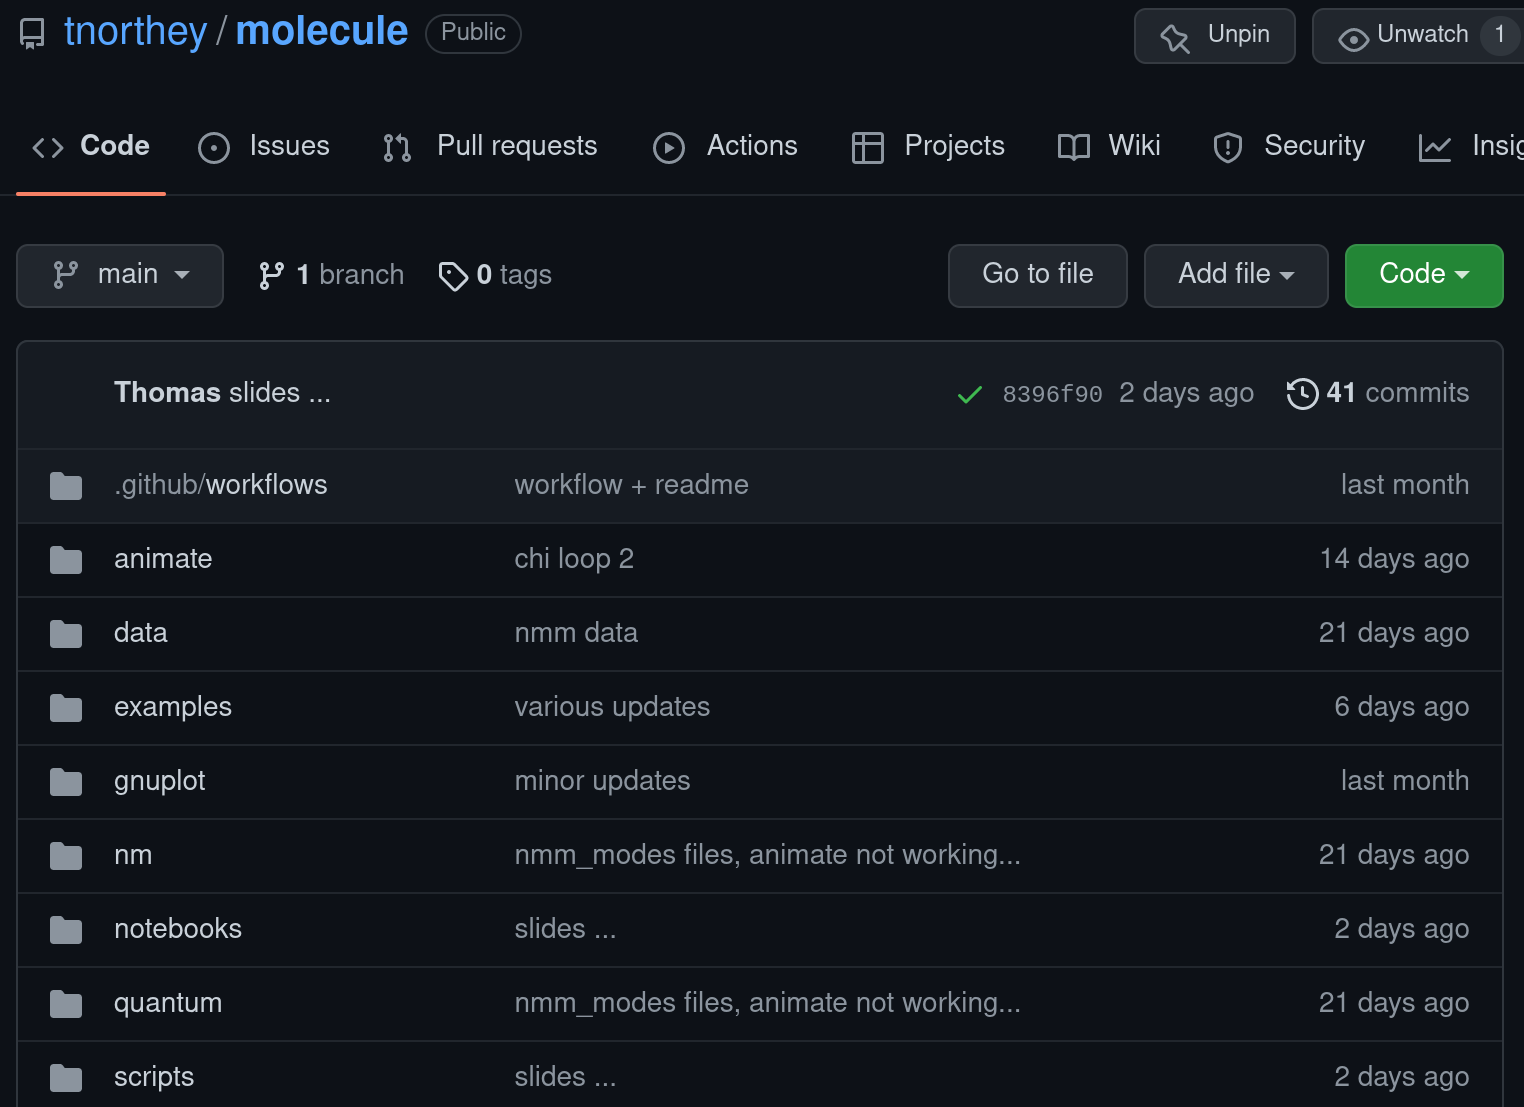 tnorthey / molecule Public Unpin Unwatch 1
Code Issues Pull requests Actions Projects Wiki Security Insig
main 1 branch 0 tags Go to file Add file Code
Thomas slides ... 8396f90 2 days ago 41 commits
.github/workflows workflow + readme last month
animate chi loop 2 14 days ago
data nmm data 21 days ago
examples various updates 6 days ago
gnuplot minor updates last month
nm nmm_modes files, animate not working... 21 days ago
notebooks slides ... 2 days ago
quantum nmm_modes files, animate not working... 21 days ago
scripts slides ... 2 days ago